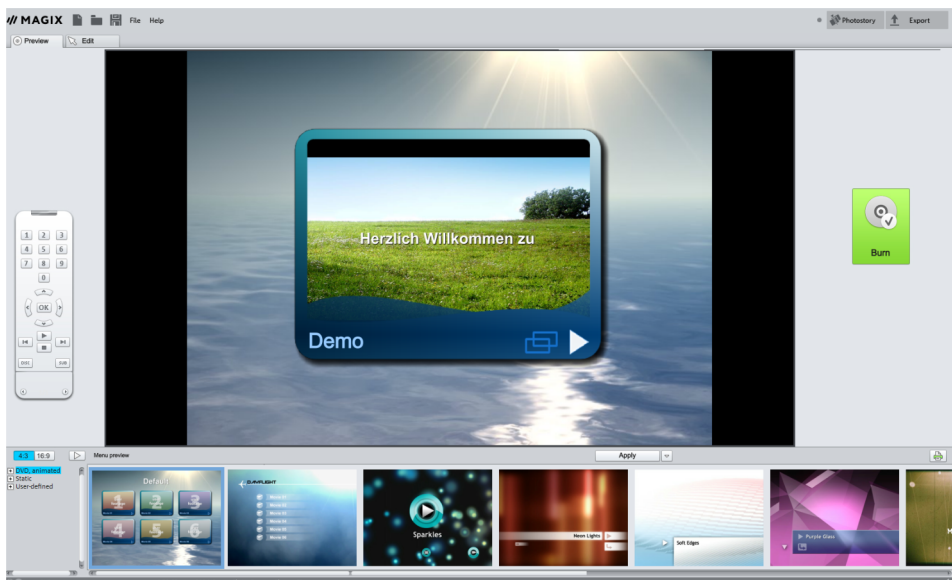 MAGIX File Help Photostory Export
Preview Edit
Herzlich Willkommen zu
Demo
Burn
1 2 3
4 5 6
7 8 9
0
OK
4:3 16:9 Menu preview Apply
DVD, animated
Static
User-defined
Default
1 2 3
4 5 6
DAYFLIGHT
Sparkles
Neon Lights
Soft Edges
Purple Glass